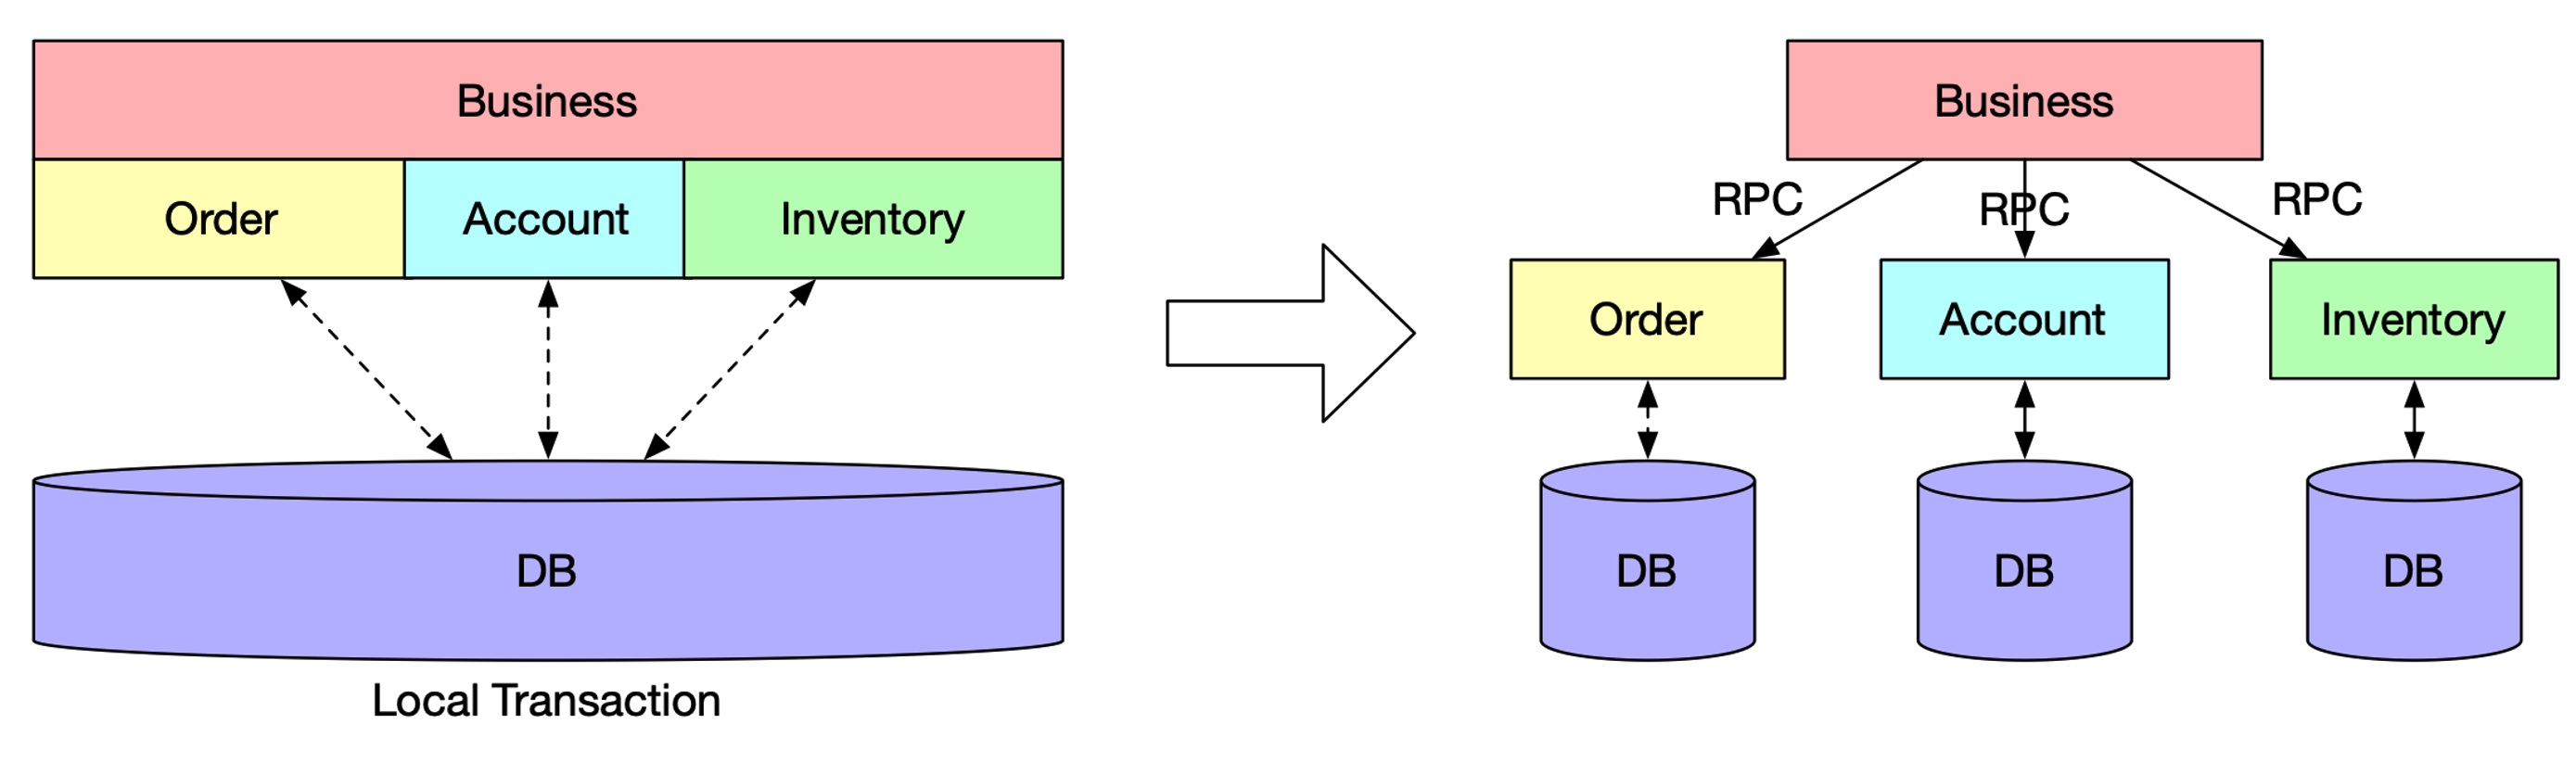 Business
Order
Account
Inventory
DB
Local Transaction
Business
RPC
RPC
RPC
Order
Account
Inventory
DB
DB
DB